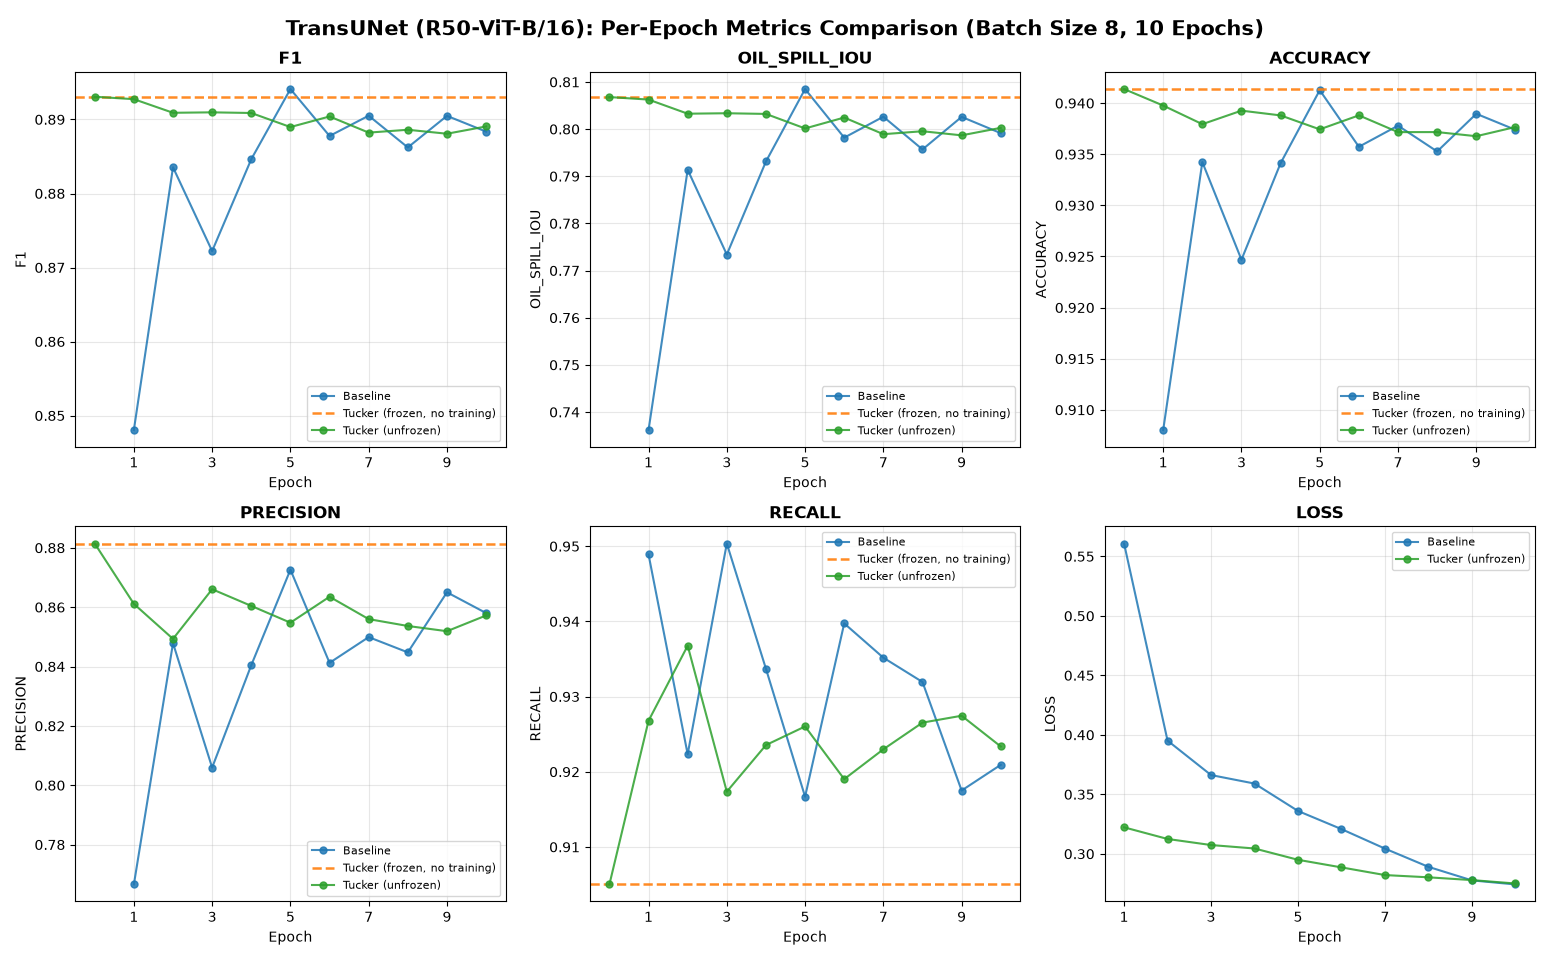 TransUNet (R50-ViT-B/16): Per-Epoch Metrics Comparison (Batch Size 8, 10 Epochs)
F1
0.89
0.88
0.87
0.86
0.85
F1
1 3 5 7 9
Epoch
Baseline
Tucker (frozen, no training)
Tucker (unfrozen)
OIL_SPILL_IOU
0.81
0.80
0.79
0.78
0.77
0.76
0.75
0.74
OIL_SPILL_IOU
1 3 5 7 9
Epoch
Baseline
Tucker (frozen, no training)
Tucker (unfrozen)
ACCURACY
0.940
0.935
0.930
0.925
0.920
0.915
0.910
ACCURACY
1 3 5 7 9
Epoch
Baseline
Tucker (frozen, no training)
Tucker (unfrozen)
PRECISION
0.88
0.86
0.84
0.82
0.80
0.78
PRECISION
1 3 5 7 9
Epoch
Baseline
Tucker (frozen, no training)
Tucker (unfrozen)
RECALL
0.95
0.94
0.93
0.92
0.91
RECALL
1 3 5 7 9
Epoch
Baseline
Tucker (frozen, no training)
Tucker (unfrozen)
LOSS
0.55
0.50
0.45
0.40
0.35
0.30
LOSS
1 3 5 7 9
Epoch
Baseline
Tucker (unfrozen)